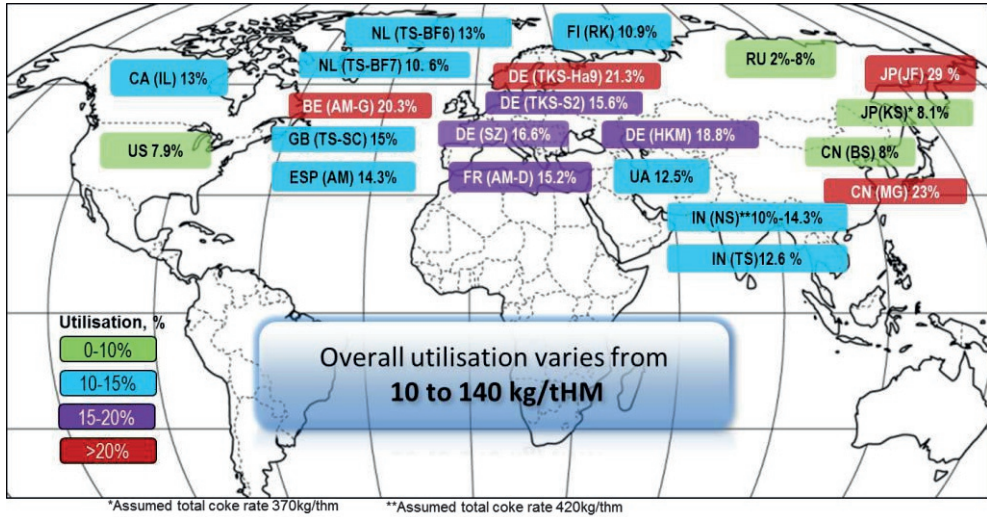 NL (TS-BF6) 13%
FI (RK) 10.9%
RU 2%-8%
CA (IL) 13%
NL (TS-BF7) 10. 6%
DE (TKS-Ha9) 21.3%
JP(JF) 29 %
BE (AM-G) 20.3%
DE (TKS-S2) 15.6%
JP(KS)* 8.1%
US 7.9%
GB (TS-SC) 15%
DE (SZ) 16.6%
DE (HKM) 18.8%
CN (BS) 8%
ESP (AM) 14.3%
FR (AM-D) 15.2%
UA 12.5%
CN (MG) 23%
IN (NS)**10%-14.3%
IN (TS)12.6 %
Utilisation, %
0-10%
10-15%
15-20%
>20%
Overall utilisation varies from
10 to 140 kg/tHM
*Assumed total coke rate 370kg/thm
**Assumed total coke rate 420kg/thm